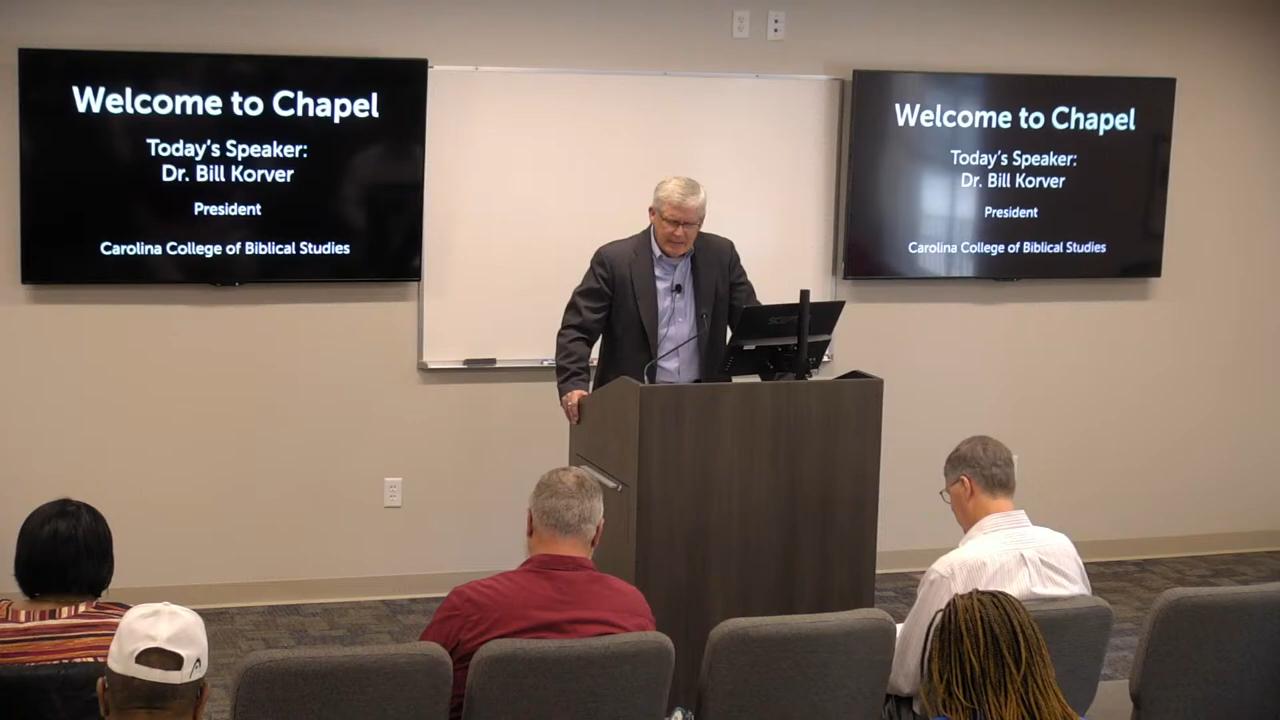 Welcome to Chapel
Today's Speaker:
Dr. Bill Korver
President
Carolina College of Biblical Studies
Welcome to Chapel
Today's Speaker:
Dr. Bill Korver
President
Carolina College of Biblical Studies